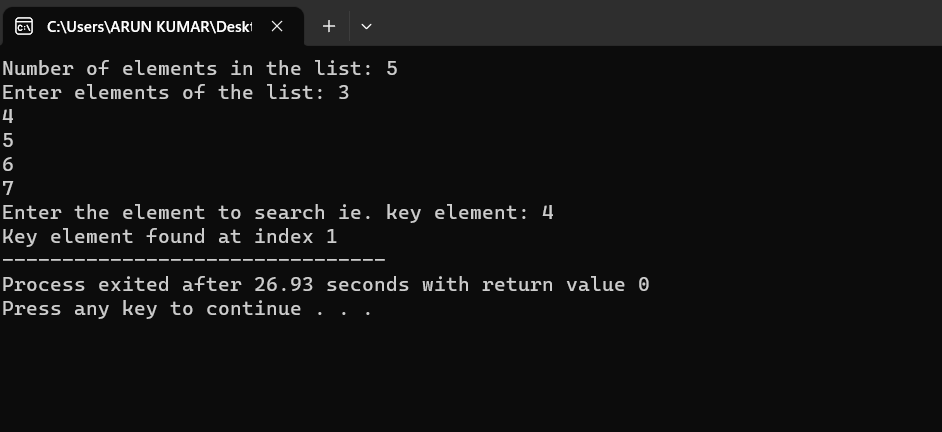 C:\Users\ARUN KUMAR\Deskt
Number of elements in the list: 5
Enter elements of the list: 3
4
5
6
7
Enter the element to search ie. key element: 4
Key element found at index 1
--------------------------------
Process exited after 26.93 seconds with return value 0
Press any key to continue . . .